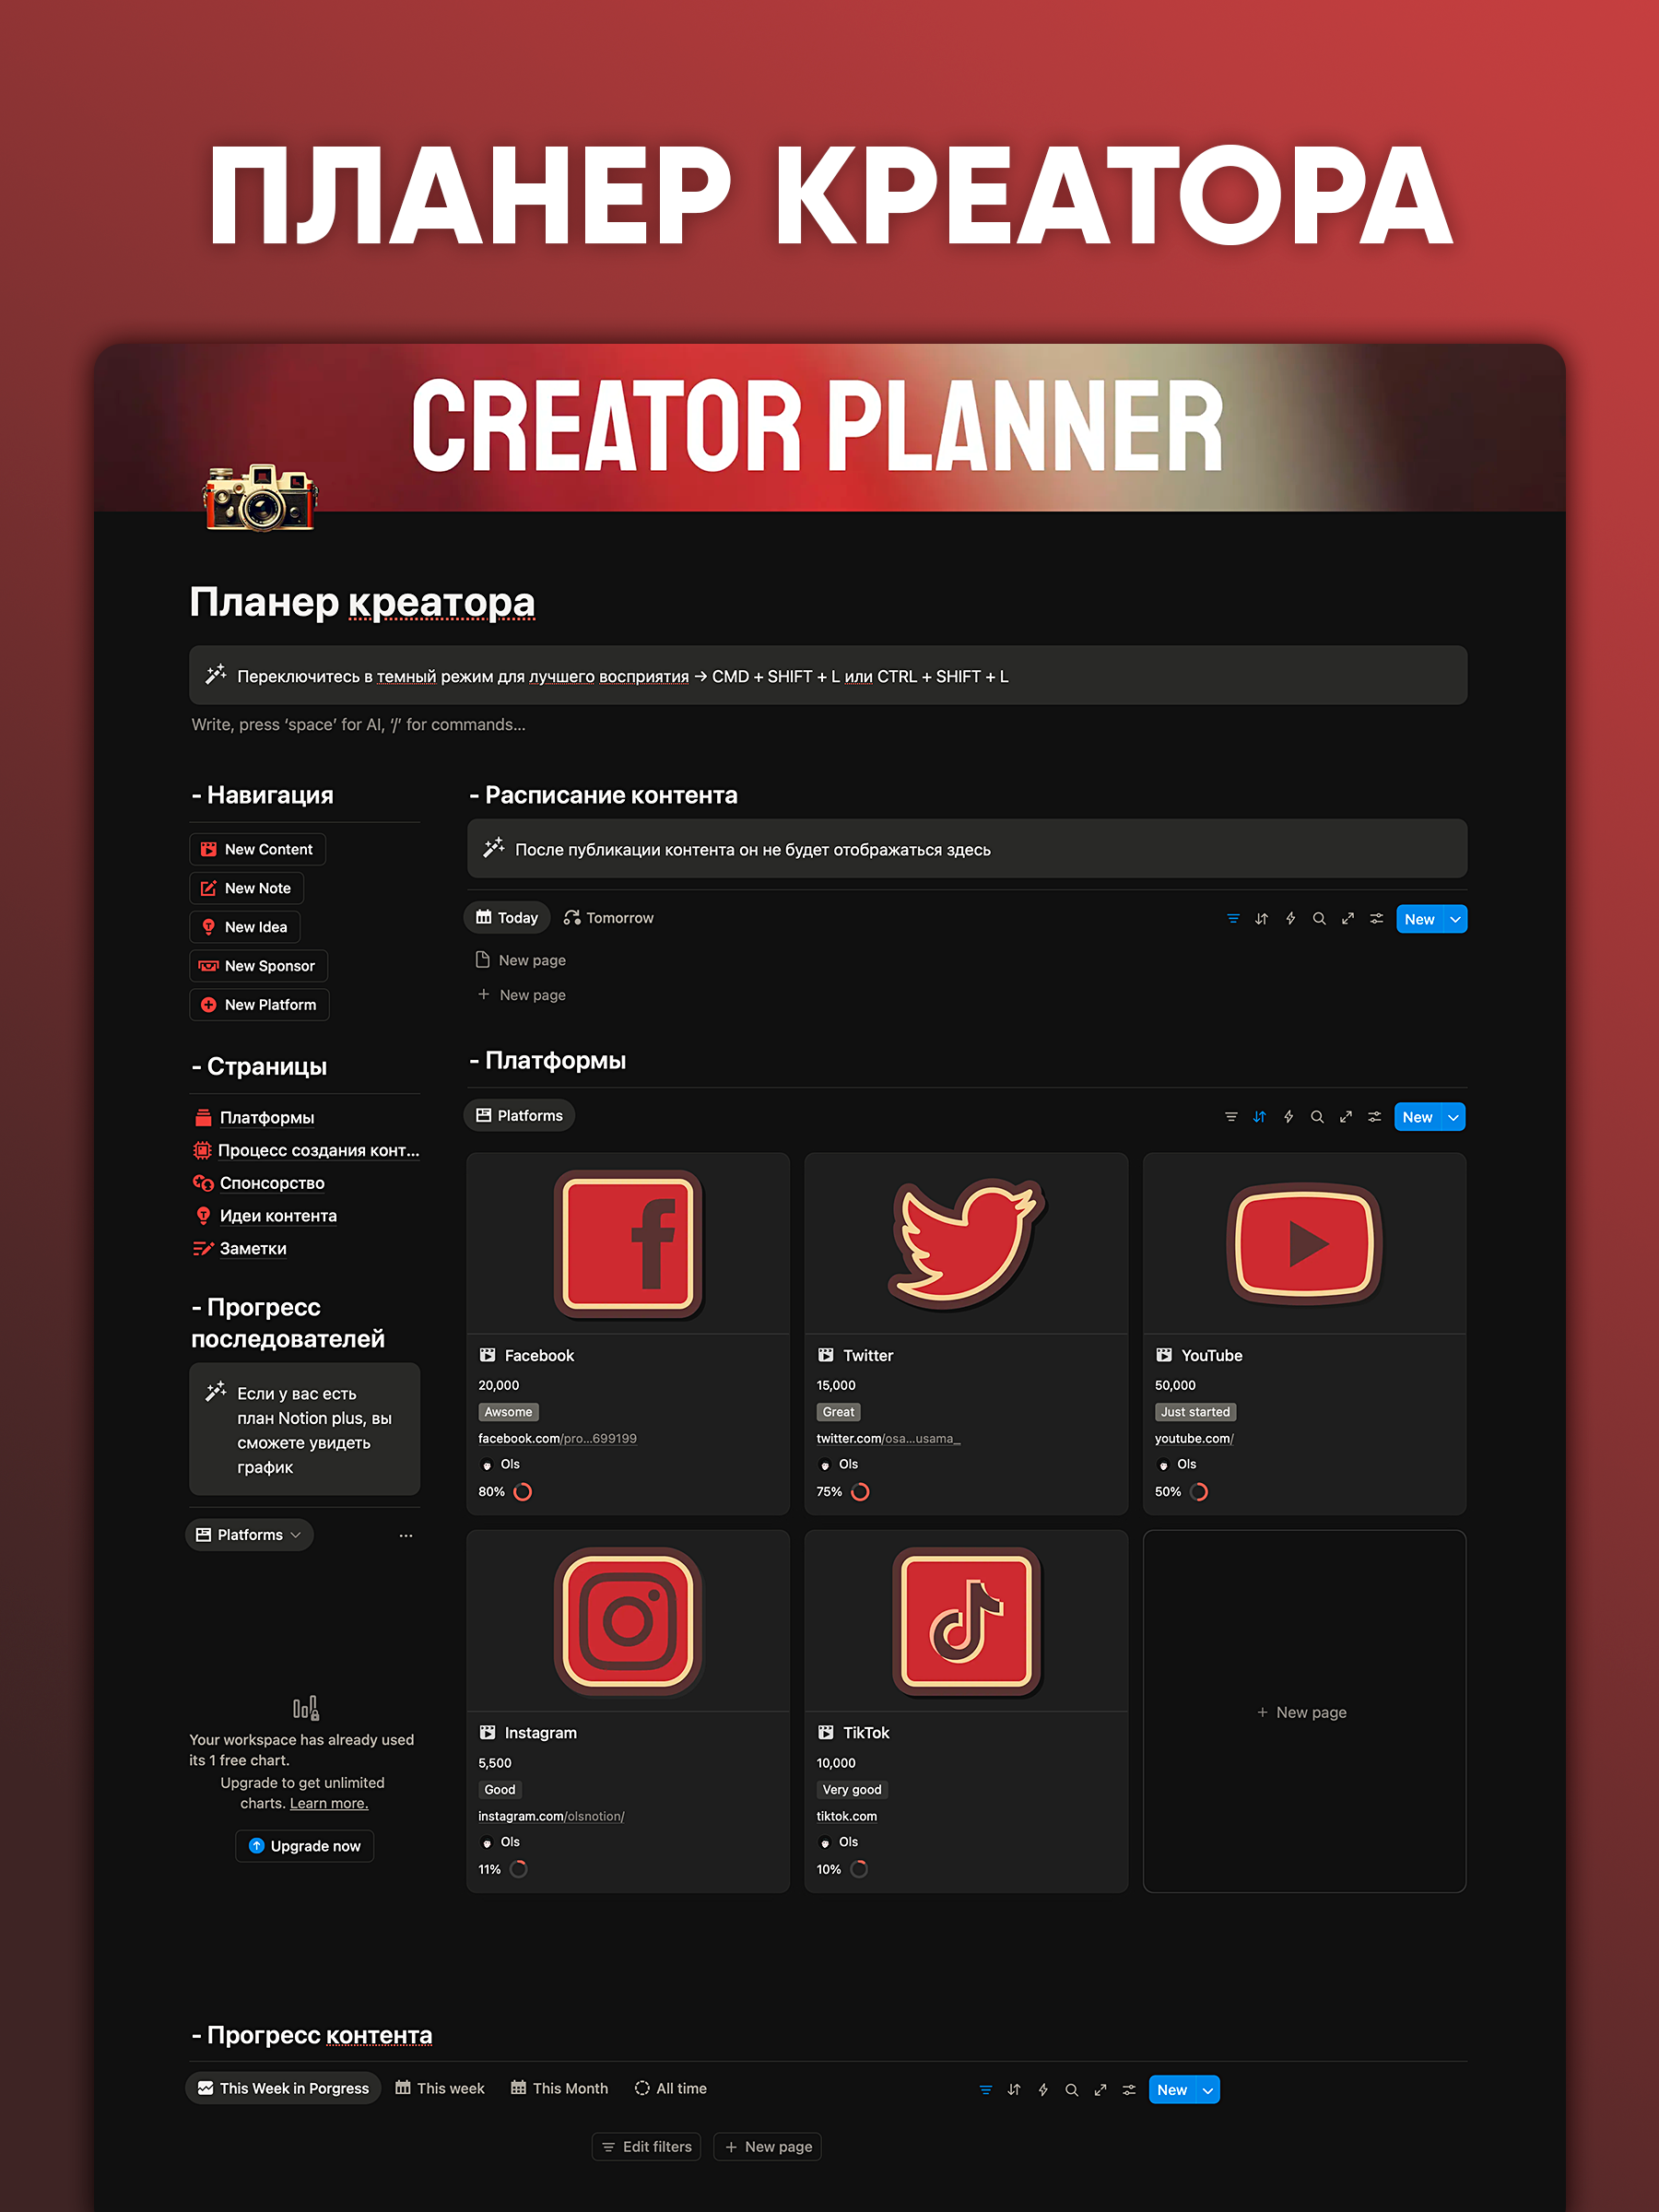 ПЛАНЕР КРЕАТОРА
CREATOR PLANNER
Планер креатора
Переключитесь в темный режим для лучшего восприятия → CMD + SHIFT + L или CTRL + SHIFT + L
Write, press ‘space’ for AI, ‘/’ for commands...
- Навигация
New Content
New Note
New Idea
New Sponsor
New Platform
- Страницы
Платформы
Процесс создания конт...
Спонсорство
Идеи контента
Заметки
- Прогресс
последователей
Если у вас есть
план Notion plus, вы
сможете увидеть
график
Platforms
Your workspace has already used
its 1 free chart.
Upgrade to get unlimited
charts. Learn more.
Upgrade now
- Расписание контента
После публикации контента он не будет отображаться здесь
Today Tomorrow New
New page
+ New page
- Платформы
Platforms New
Facebook
20,000
Awsome
facebook.com/pro...699199
Ols
80%
Twitter
15,000
Great
twitter.com/osa...usama_
Ols
75%
YouTube
50,000
Just started
youtube.com/
Ols
50%
Instagram
5,500
Good
instagram.com/olsnotion/
Ols
11%
TikTok
10,000
Very good
tiktok.com
Ols
10%
+ New page
- Прогресс контента
This Week in Porgress This week This Month All time New
Edit filters + New page